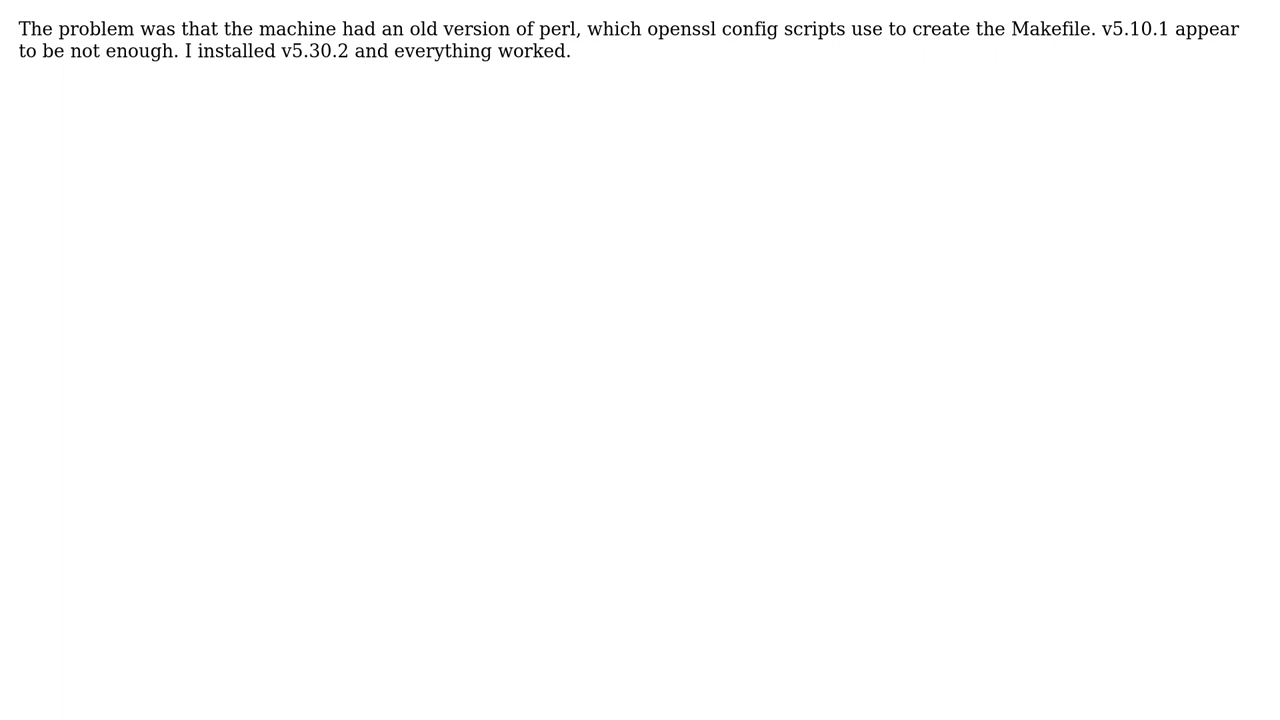 The problem was that the machine had an old version of perl, which openssl config scripts use to create the Makefile. v5.10.1 appear
to be not enough. I installed v5.30.2 and everything worked.